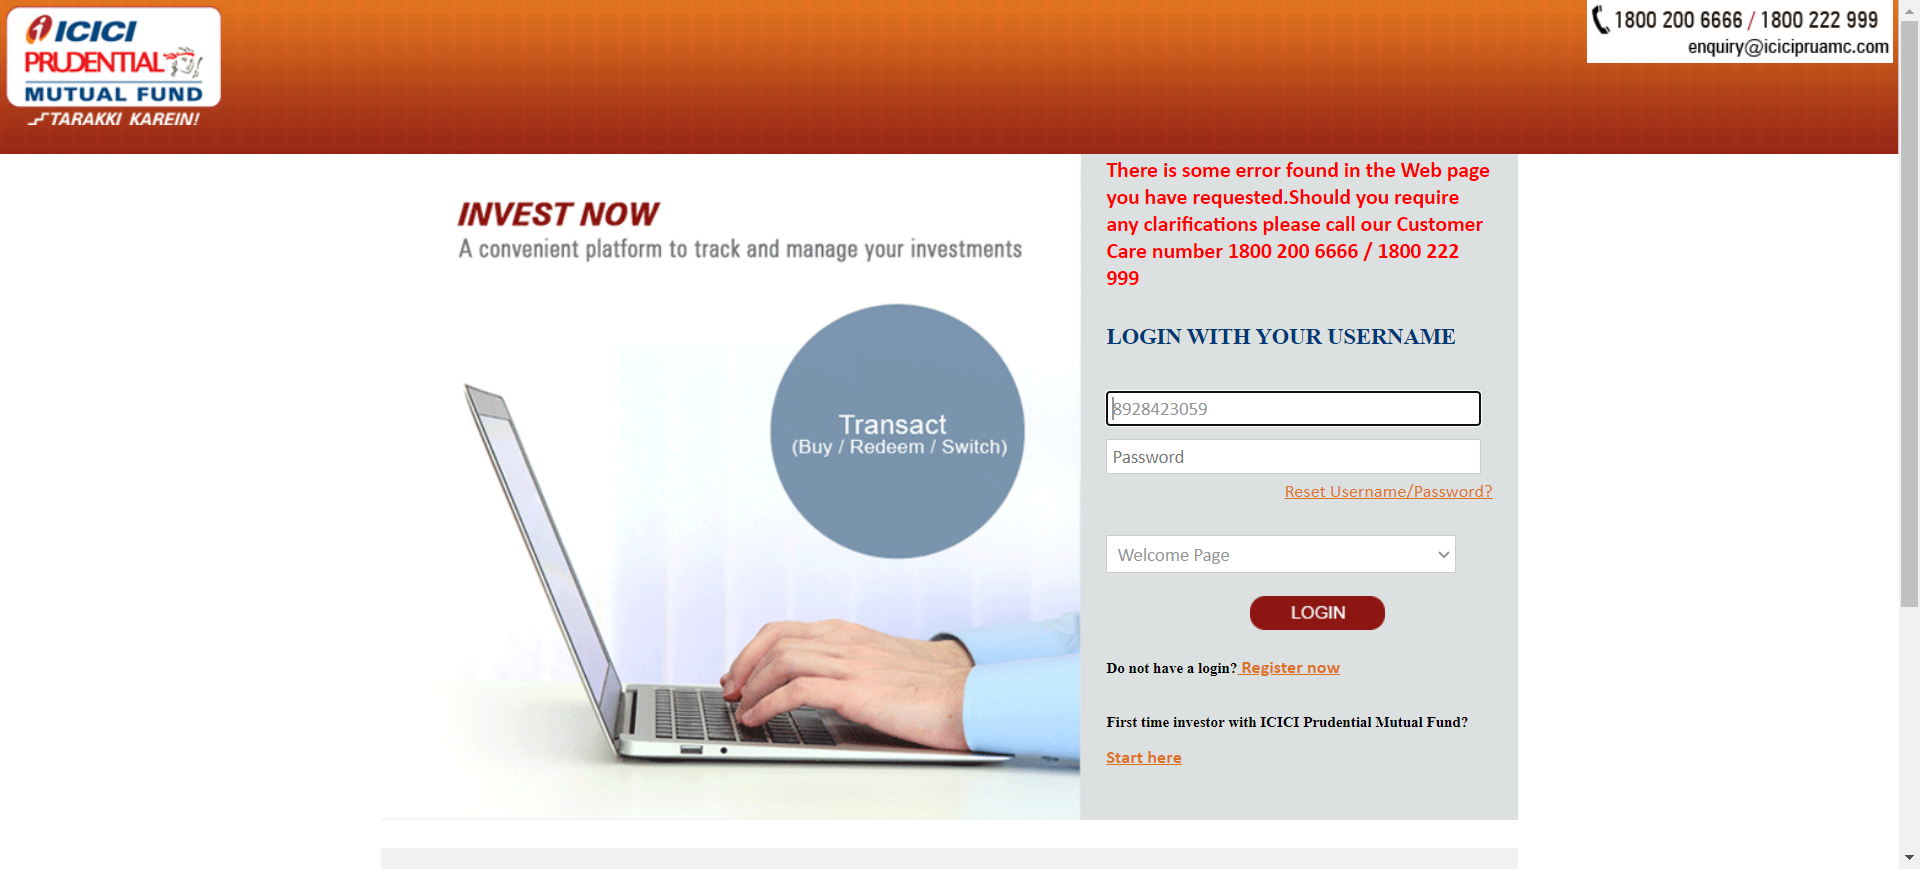 ICICI
PRUDENTIAL
MUTUAL FUND
TARAKKI KAREIN!
1800 200 6666 / 1800 222 999
enquiry@icicipruamc.com
INVEST NOW
A convenient platform to track and manage your investments
Transact
(Buy / Redeem / Switch)
There is some error found in the Web page
you have requested.Should you require
any clarifications please call our Customer
Care number 1800 200 6666 / 1800 222
999
LOGIN WITH YOUR USERNAME
8928423059
Password
Reset Username/Password?
Welcome Page
LOGIN
Do not have a login? Register now
First time investor with ICICI Prudential Mutual Fund?
Start here